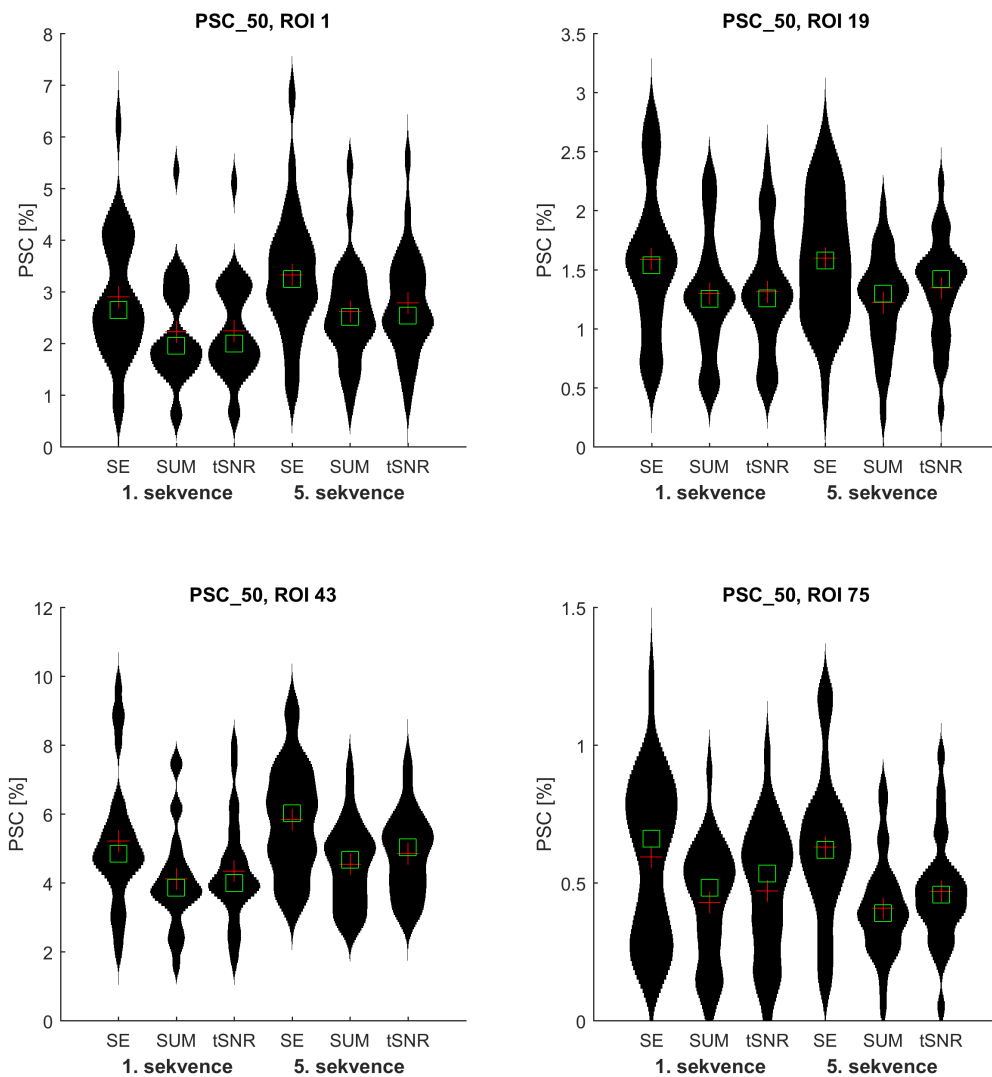 PSC_50, ROI 1
8
7
6
5
4
3
2
1
0
PSC [%]
SE SUM tSNR SE SUM tSNR
1. sekvence 5. sekvence
PSC_50, ROI 19
3.5
3
2.5
2
1.5
1
0.5
0
PSC [%]
SE SUM tSNR SE SUM tSNR
1. sekvence 5. sekvence
PSC_50, ROI 43
12
10
8
6
4
2
0
PSC [%]
SE SUM tSNR SE SUM tSNR
1. sekvence 5. sekvence
PSC_50, ROI 75
1.5
1
0.5
0
PSC [%]
SE SUM tSNR SE SUM tSNR
1. sekvence 5. sekvence